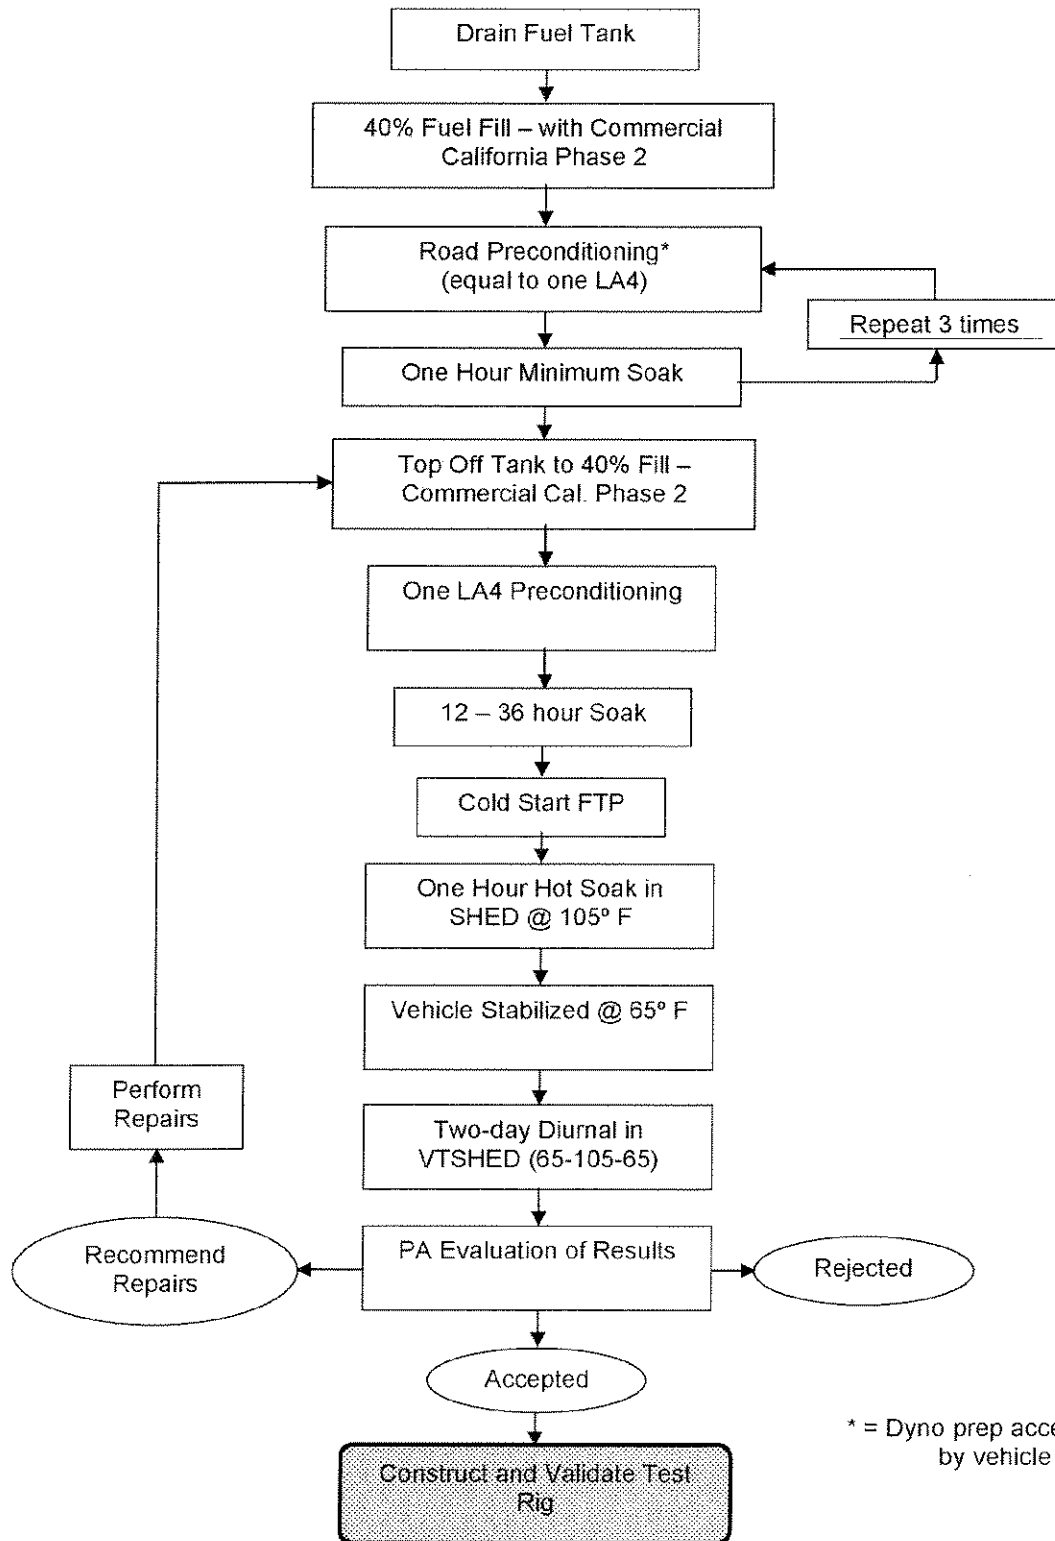 Drain Fuel Tank
40% Fuel Fill – with Commercial
California Phase 2
Road Preconditioning*
(equal to one LA4)
Repeat 3 times
One Hour Minimum Soak
Top Off Tank to 40% Fill –
Commercial Cal. Phase 2
One LA4 Preconditioning
12 – 36 hour Soak
Cold Start FTP
One Hour Hot Soak in
SHED @ 105º F
Vehicle Stabilized @ 65º F
Perform
Repairs
Two-day Diurnal in
VTSHED (65-105-65)
Recommend
Repairs
PA Evaluation of Results
Rejected
Accepted
* = Dyno prep acce
by vehicle
Construct and Validate Test
Rig